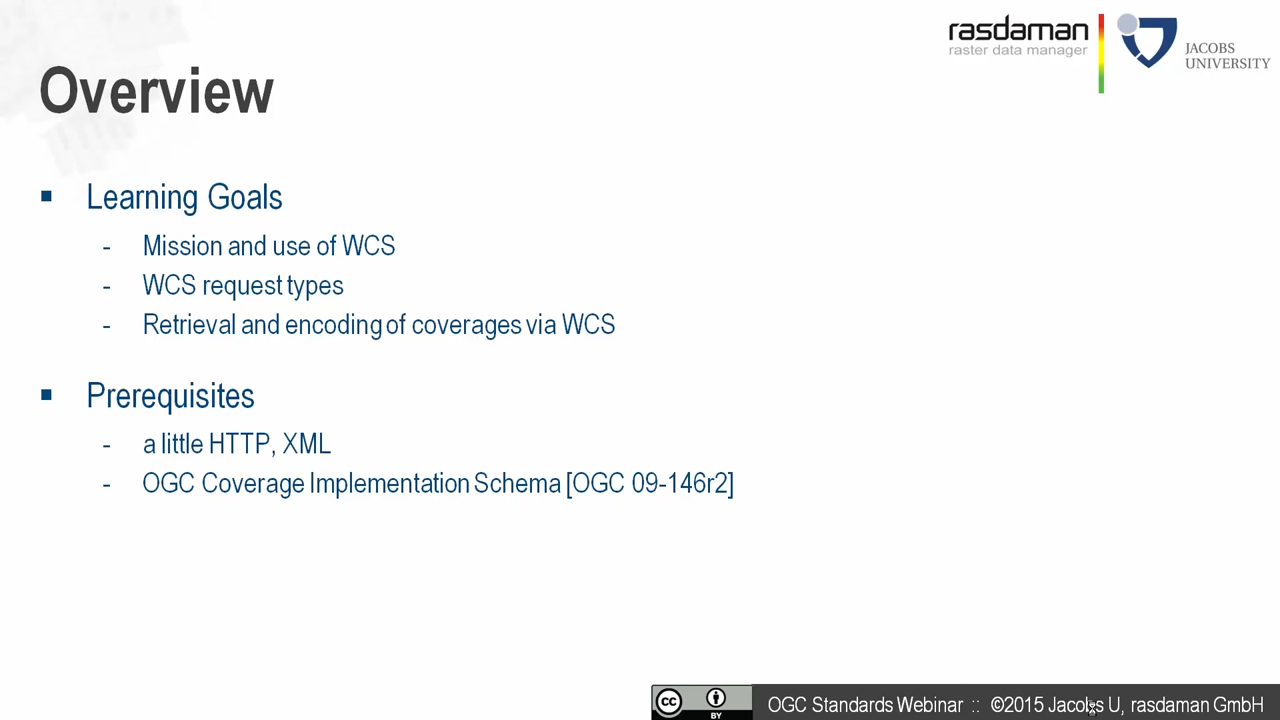 rasdaman
raster data manager
JACOBS
UNIVERSITY
Overview
▪ Learning Goals
- Mission and use of WCS
- WCS request types
- Retrieval and encoding of coverages via WCS
▪ Prerequisites
- a little HTTP, XML
- OGC Coverage Implementation Schema [OGC 09-146r2]
cc BY OGC Standards Webinar :: ©2015 Jacobs U, rasdaman GmbH